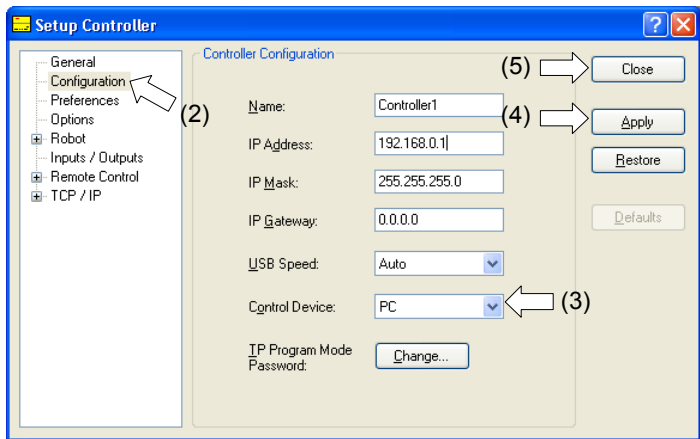 Setup Controller
General
Configuration
Preferences
Options
Robot
Inputs / Outputs
Remote Control
TCP / IP
(2)
Controller Configuration
Name: Controller1
IP Address: 192.168.0.1
IP Mask: 255.255.255.0
IP Gateway: 0.0.0.0
USB Speed: Auto
Control Device: PC
(3)
TP Program Mode
Password: Change...
(5) Close
(4) Apply
Restore
Defaults